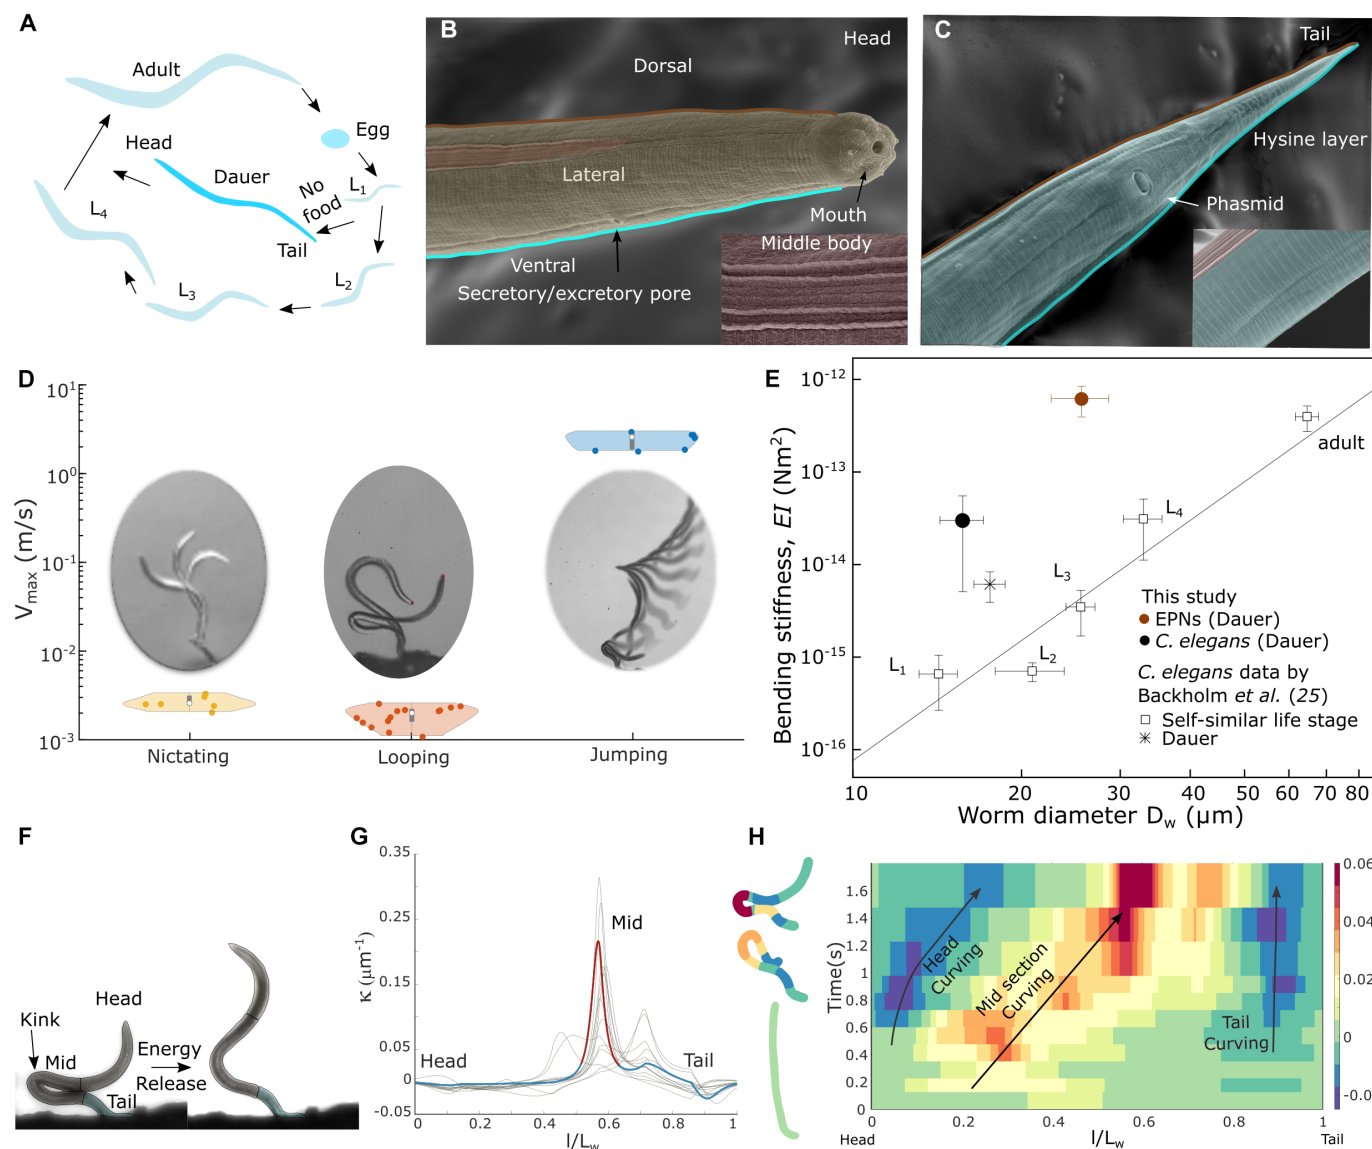 A
Adult
Egg
Head
Dauer
No
food
L1
Tail
L4
L3
L2
B
Head
Dorsal
Lateral
Mouth
Middle body
Ventral
Secretory/excretory pore
C
Tail
Hysine layer
Phasmid
D
Vmax (m/s)
10^1
10^0
10^-1
10^-2
10^-3
Nictating
Looping
Jumping
E
Bending stiffness, EI (Nm^2)
10^-12
10^-13
10^-14
10^-15
10^-16
adult
L4
L3
L2
L1
This study
EPNs (Dauer)
C. elegans (Dauer)
C. elegans data by
Backholm et al. (25)
Self-similar life stage
Dauer
10 20 30 40 50 60 70 80
Worm diameter Dw (μm)
F
Kink
Mid
Head
Tail
Energy
Release
G
κ (μm^-1)
0.35
0.25
0.15
0.05
0
-0.05
Mid
Head
Tail
0 0.2 0.4 0.6 0.8 1
l/Lw
H
Time(s)
1.6
1.4
1.2
1
0.8
0.6
0.4
0.2
0
Head
Curving
Mid section
Curving
Tail
Curving
0 0.2 0.4 0.6 0.8 1
Head
l/Lw
Tail
0.06
0.04
0.02
0
-0.0